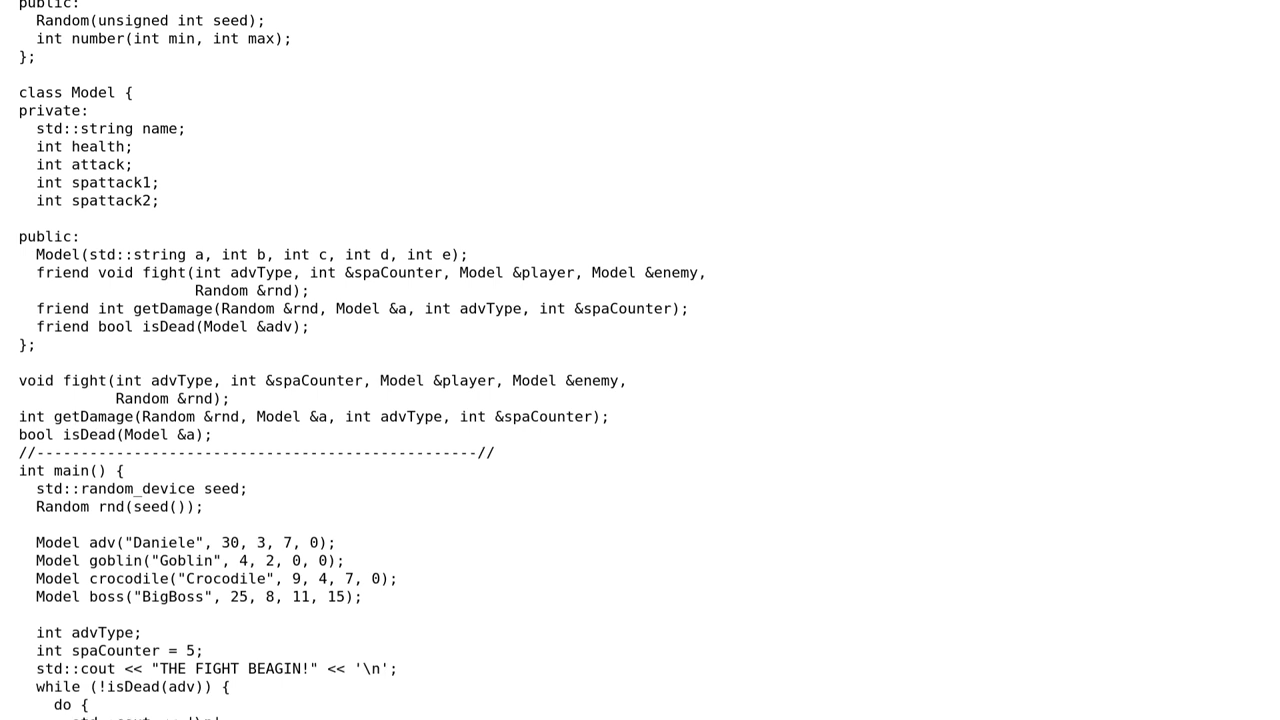 public:
  Random(unsigned int seed);
  int number(int min, int max);
};

class Model {
private:
  std::string name;
  int health;
  int attack;
  int spattack1;
  int spattack2;

public:
  Model(std::string a, int b, int c, int d, int e);
  friend void fight(int advType, int &spaCounter, Model &player, Model &enemy,
                    Random &rnd);
  friend int getDamage(Random &rnd, Model &a, int advType, int &spaCounter);
  friend bool isDead(Model &adv);
};

void fight(int advType, int &spaCounter, Model &player, Model &enemy,
           Random &rnd);
int getDamage(Random &rnd, Model &a, int advType, int &spaCounter);
bool isDead(Model &a);
//--------------------------------------------------//
int main() {
  std::random_device seed;
  Random rnd(seed());

  Model adv("Daniele", 30, 3, 7, 0);
  Model goblin("Goblin", 4, 2, 0, 0);
  Model crocodile("Crocodile", 9, 4, 7, 0);
  Model boss("BigBoss", 25, 8, 11, 15);

  int advType;
  int spaCounter = 5;
  std::cout << "THE FIGHT BEAGIN!" << '\n';
  while (!isDead(adv)) {
    do {
      std::cout << '\n'